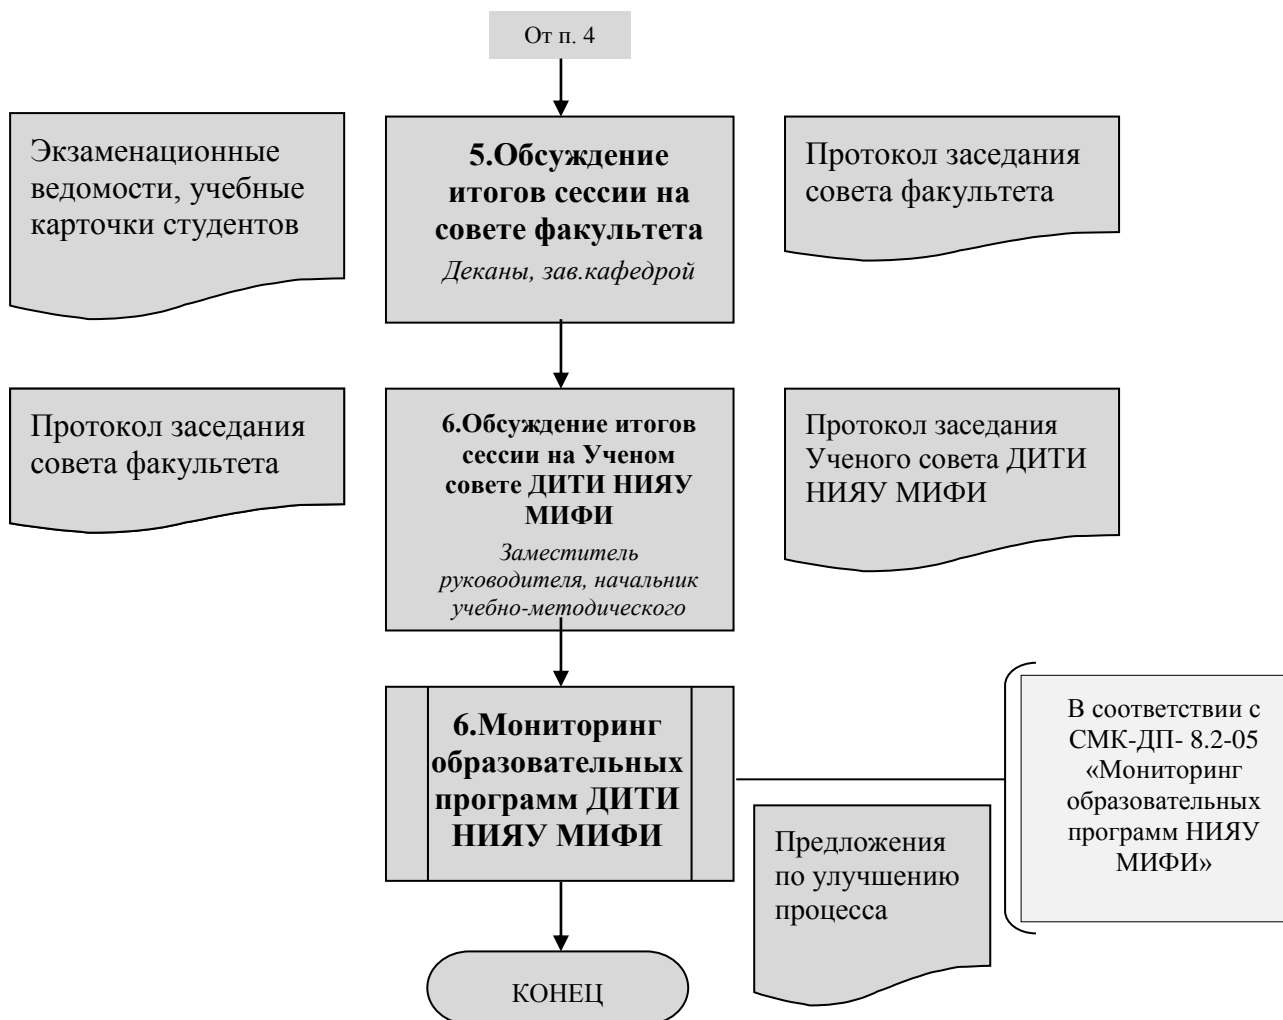 От п. 4
Экзаменационные
ведомости, учебные
карточки студентов
5.Обсуждение
итогов сессии на
совете факультета
Деканы, зав.кафедрой
Протокол заседания
совета факультета
Протокол заседания
совета факультета
6.Обсуждение итогов
сессии на Ученом
совете ДИТИ НИЯУ
МИФИ
Заместитель
руководителя, начальник
учебно-методического
Протокол заседания
Ученого совета ДИТИ
НИЯУ МИФИ
6.Мониторинг
образовательных
программ ДИТИ
НИЯУ МИФИ
В соответствии с
СМК-ДП- 8.2-05
«Мониторинг
образовательных
программ НИЯУ
МИФИ»
Предложения
по улучшению
процесса
КОНЕЦ